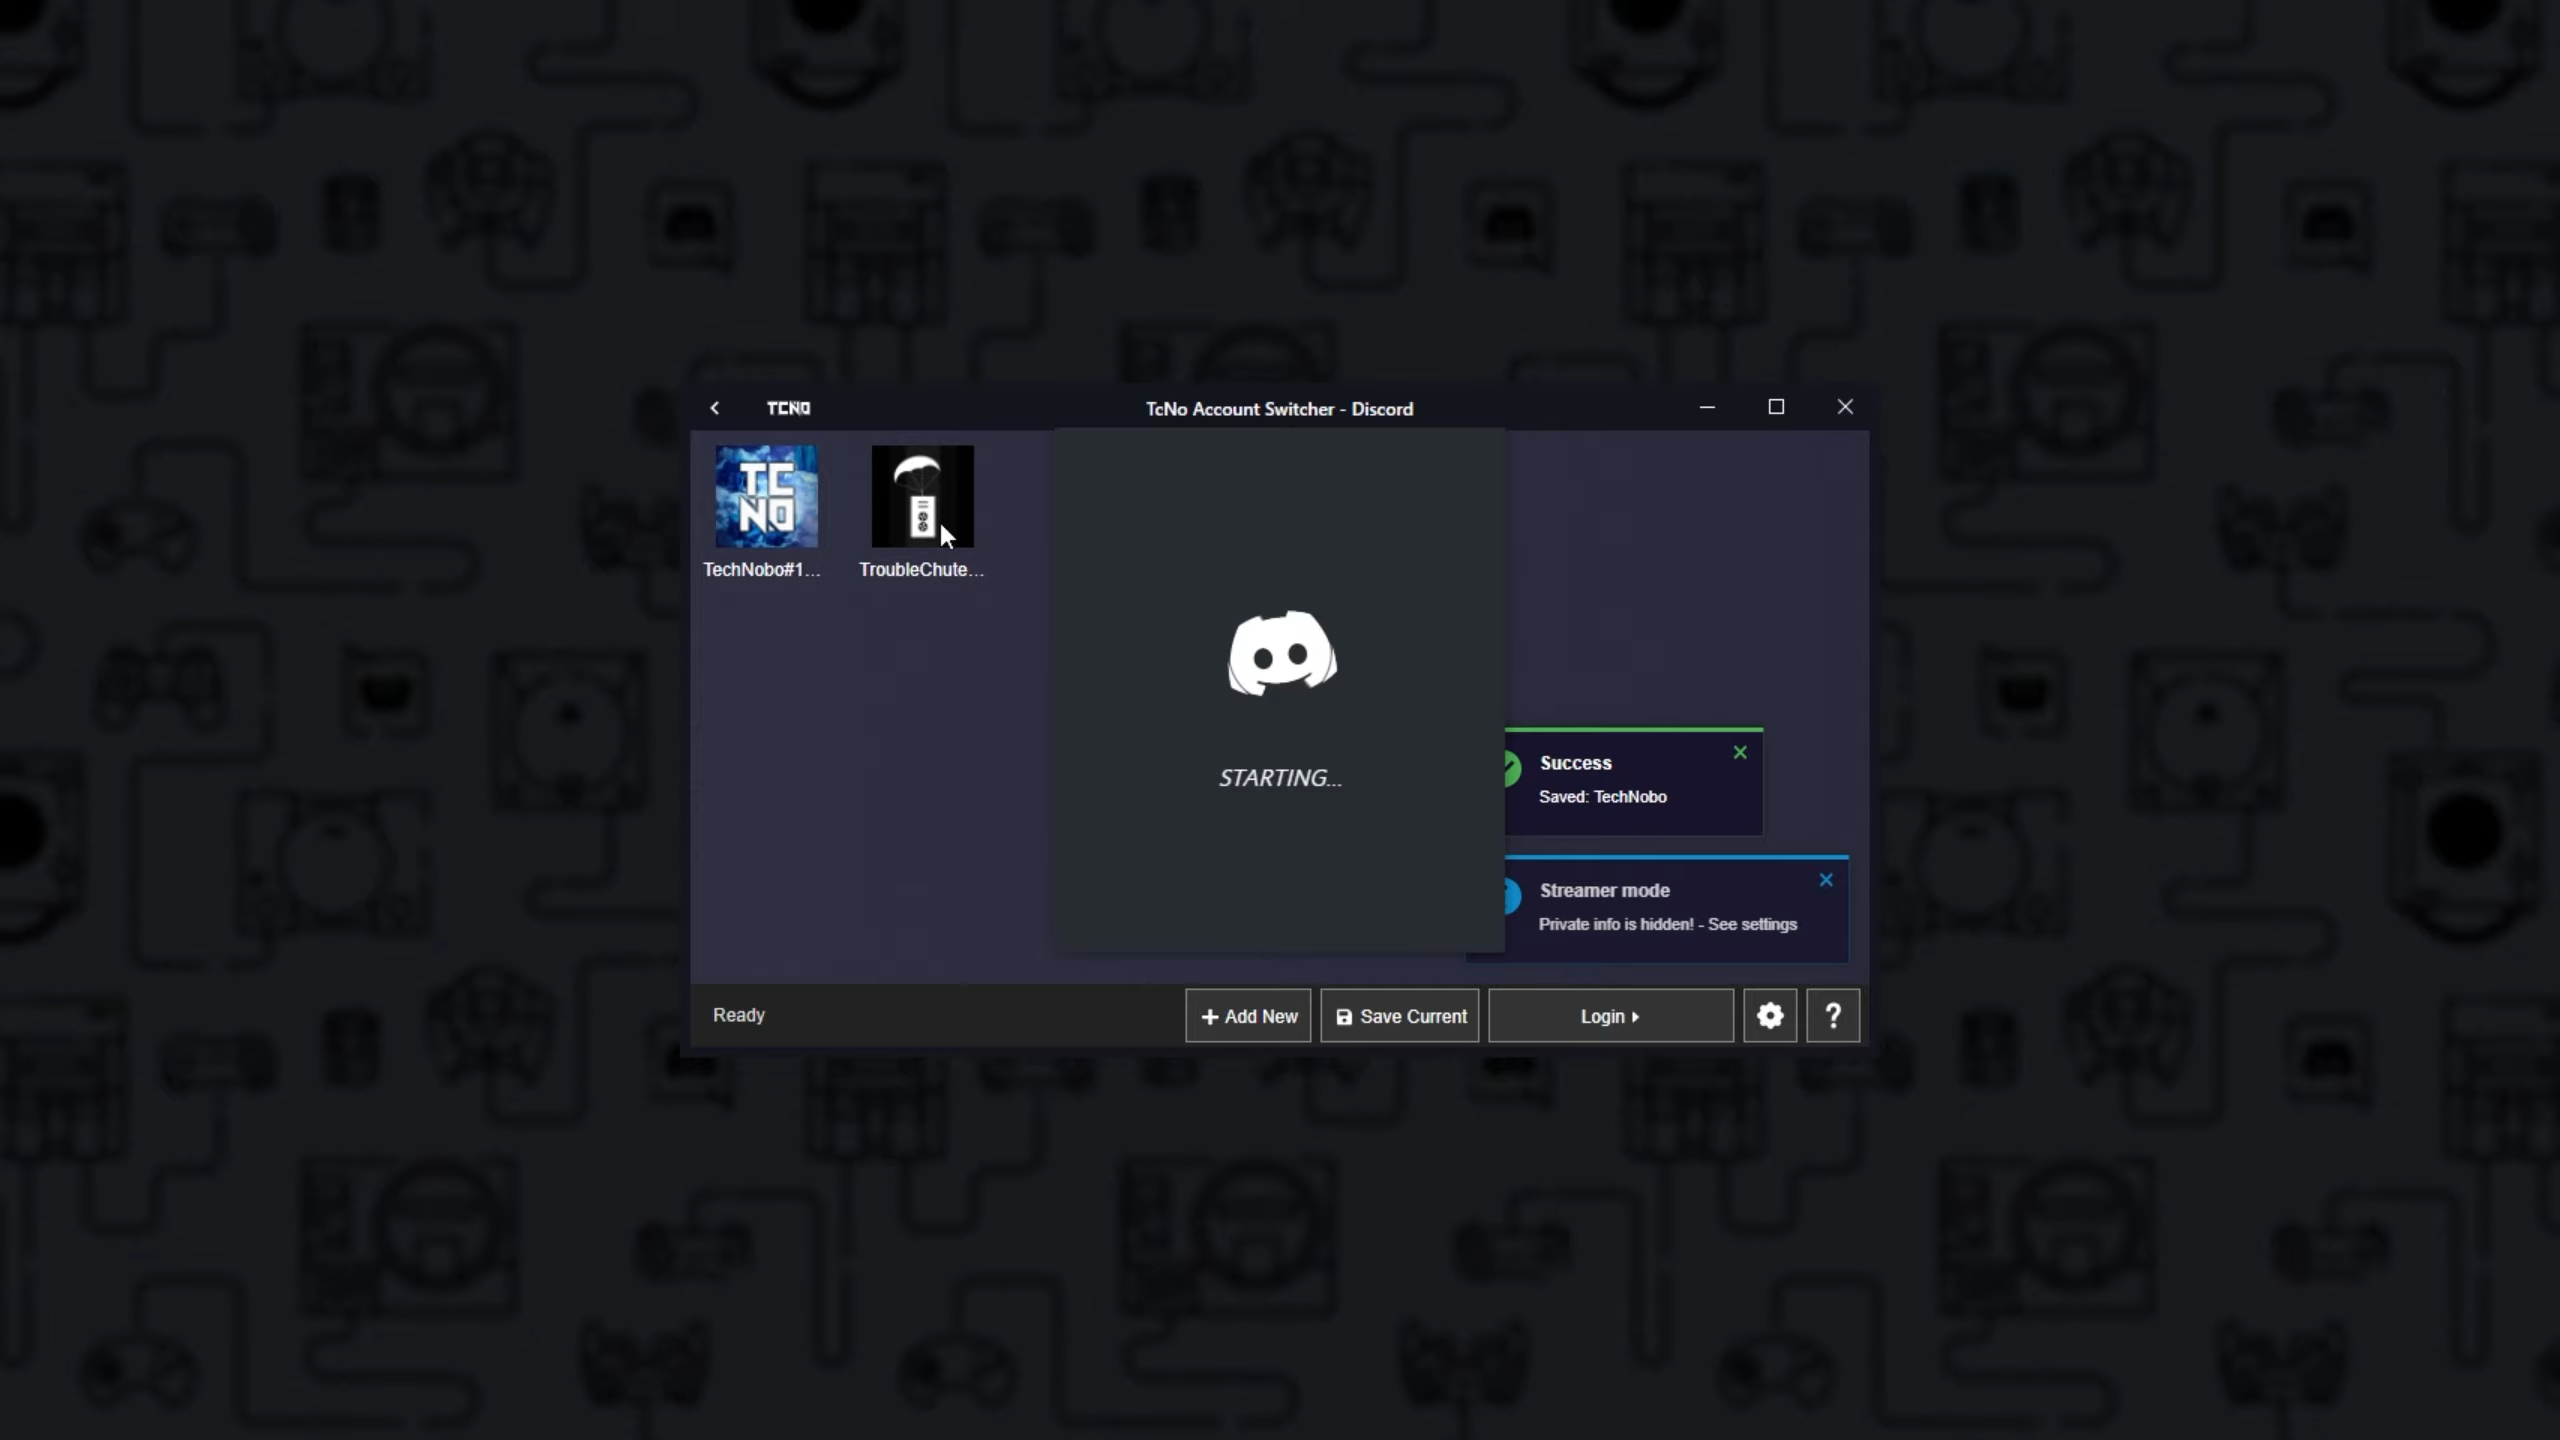 TCNO
TcNo Account Switcher - Discord
TC
NO
TechNobo#1...
TroubleChute...
STARTING...
Success
Saved: TechNobo
Streamer mode
Private info is hidden! - See settings
Ready
+ Add New
Save Current
Login
?